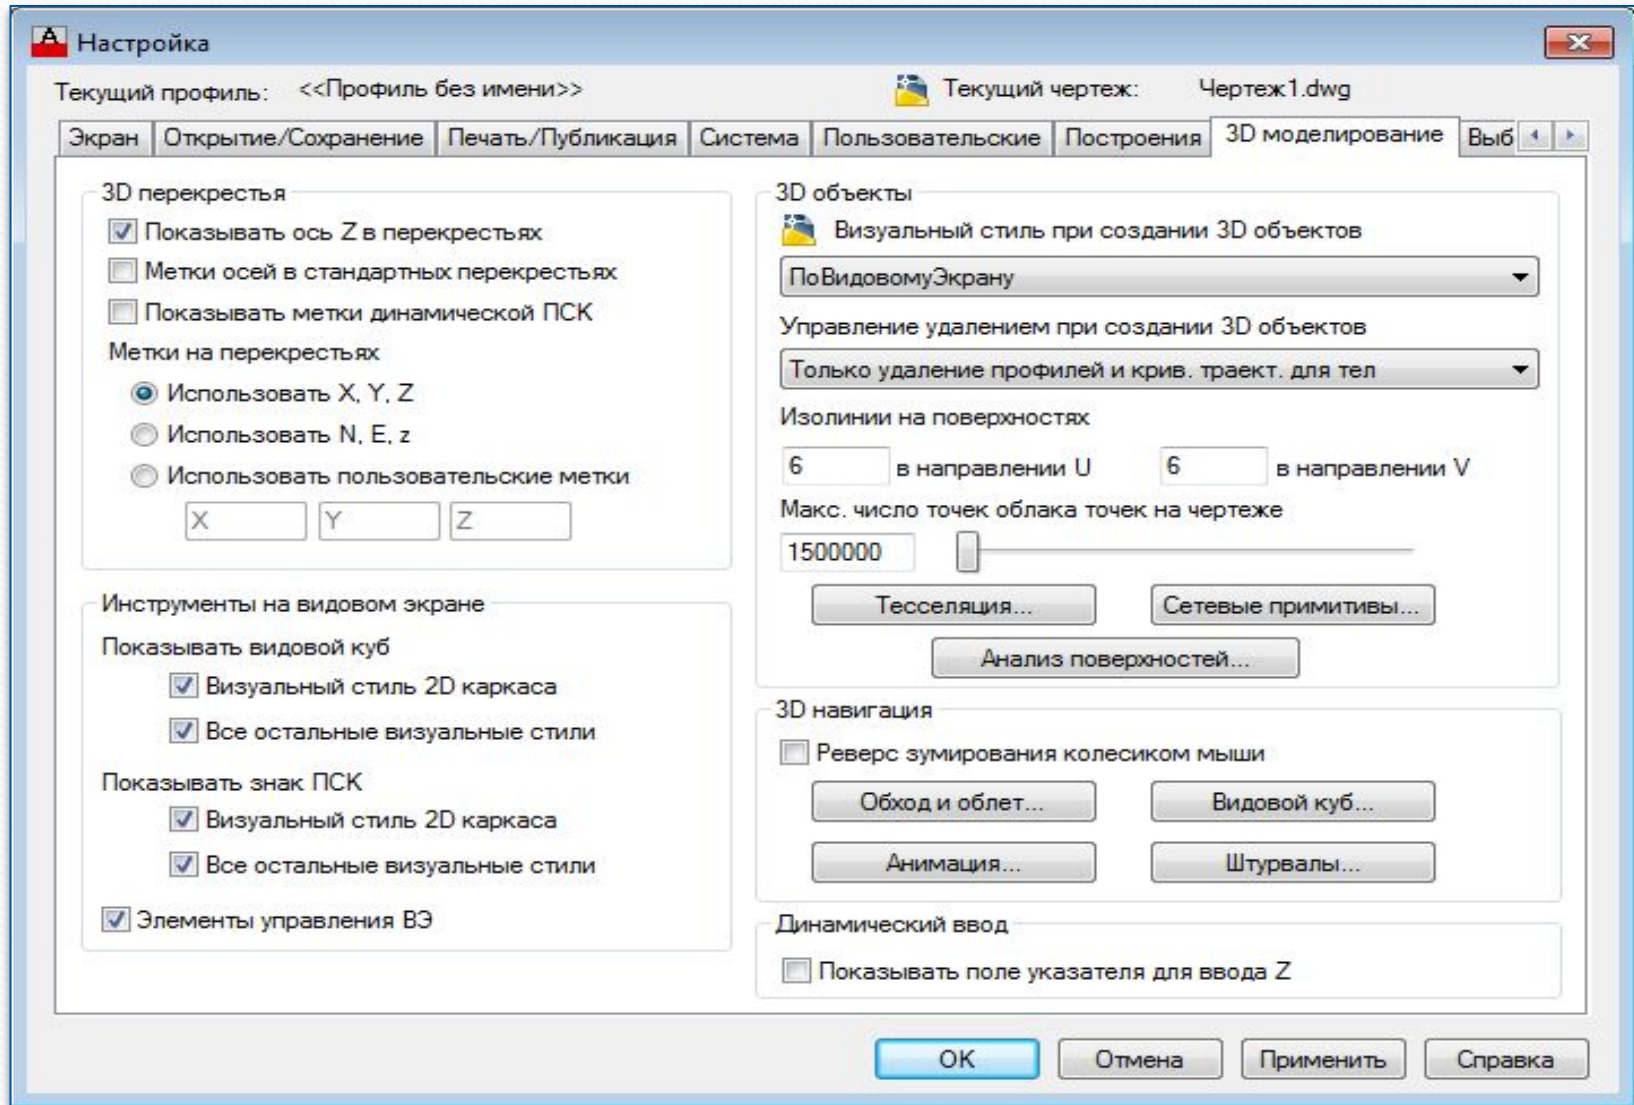 Настройка
Текущий профиль: <<Профиль без имени>> Текущий чертеж: Чертеж1.dwg
Экран Открытие/Сохранение Печать/Публикация Система Пользовательские Построения 3D моделирование Выб
3D перекрестья
Показывать ось Z в перекрестьях
Метки осей в стандартных перекрестьях
Показывать метки динамической ПСК
Метки на перекрестьях
Использовать X, Y, Z
Использовать N, E, z
Использовать пользовательские метки
X Y Z
Инструменты на видовом экране
Показывать видовой куб
Визуальный стиль 2D каркаса
Все остальные визуальные стили
Показывать знак ПСК
Визуальный стиль 2D каркаса
Все остальные визуальные стили
Элементы управления ВЭ
3D объекты
Визуальный стиль при создании 3D объектов
ПоВидовомуЭкрану
Управление удалением при создании 3D объектов
Только удаление профилей и крив. траект. для тел
Изолинии на поверхностях
6 в направлении U 6 в направлении V
Макс. число точек облака точек на чертеже
1500000
Тесселяция... Сетевые примитивы...
Анализ поверхностей...
3D навигация
Реверс зумирования колесиком мыши
Обход и облет... Видовой куб...
Анимация... Штурвалы...
Динамический ввод
Показывать поле указателя для ввода Z
OK Отмена Применить Справка